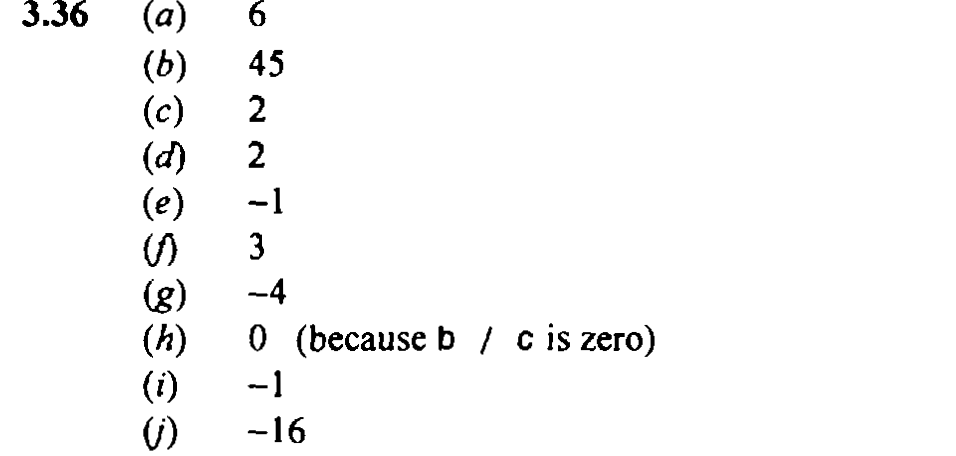 3.36 (a) 6
(b) 45
(c) 2
(d) 2
(e) –1
(f) 3
(g) –4
(h) 0 (because b / c is zero)
(i) –1
(j) –16